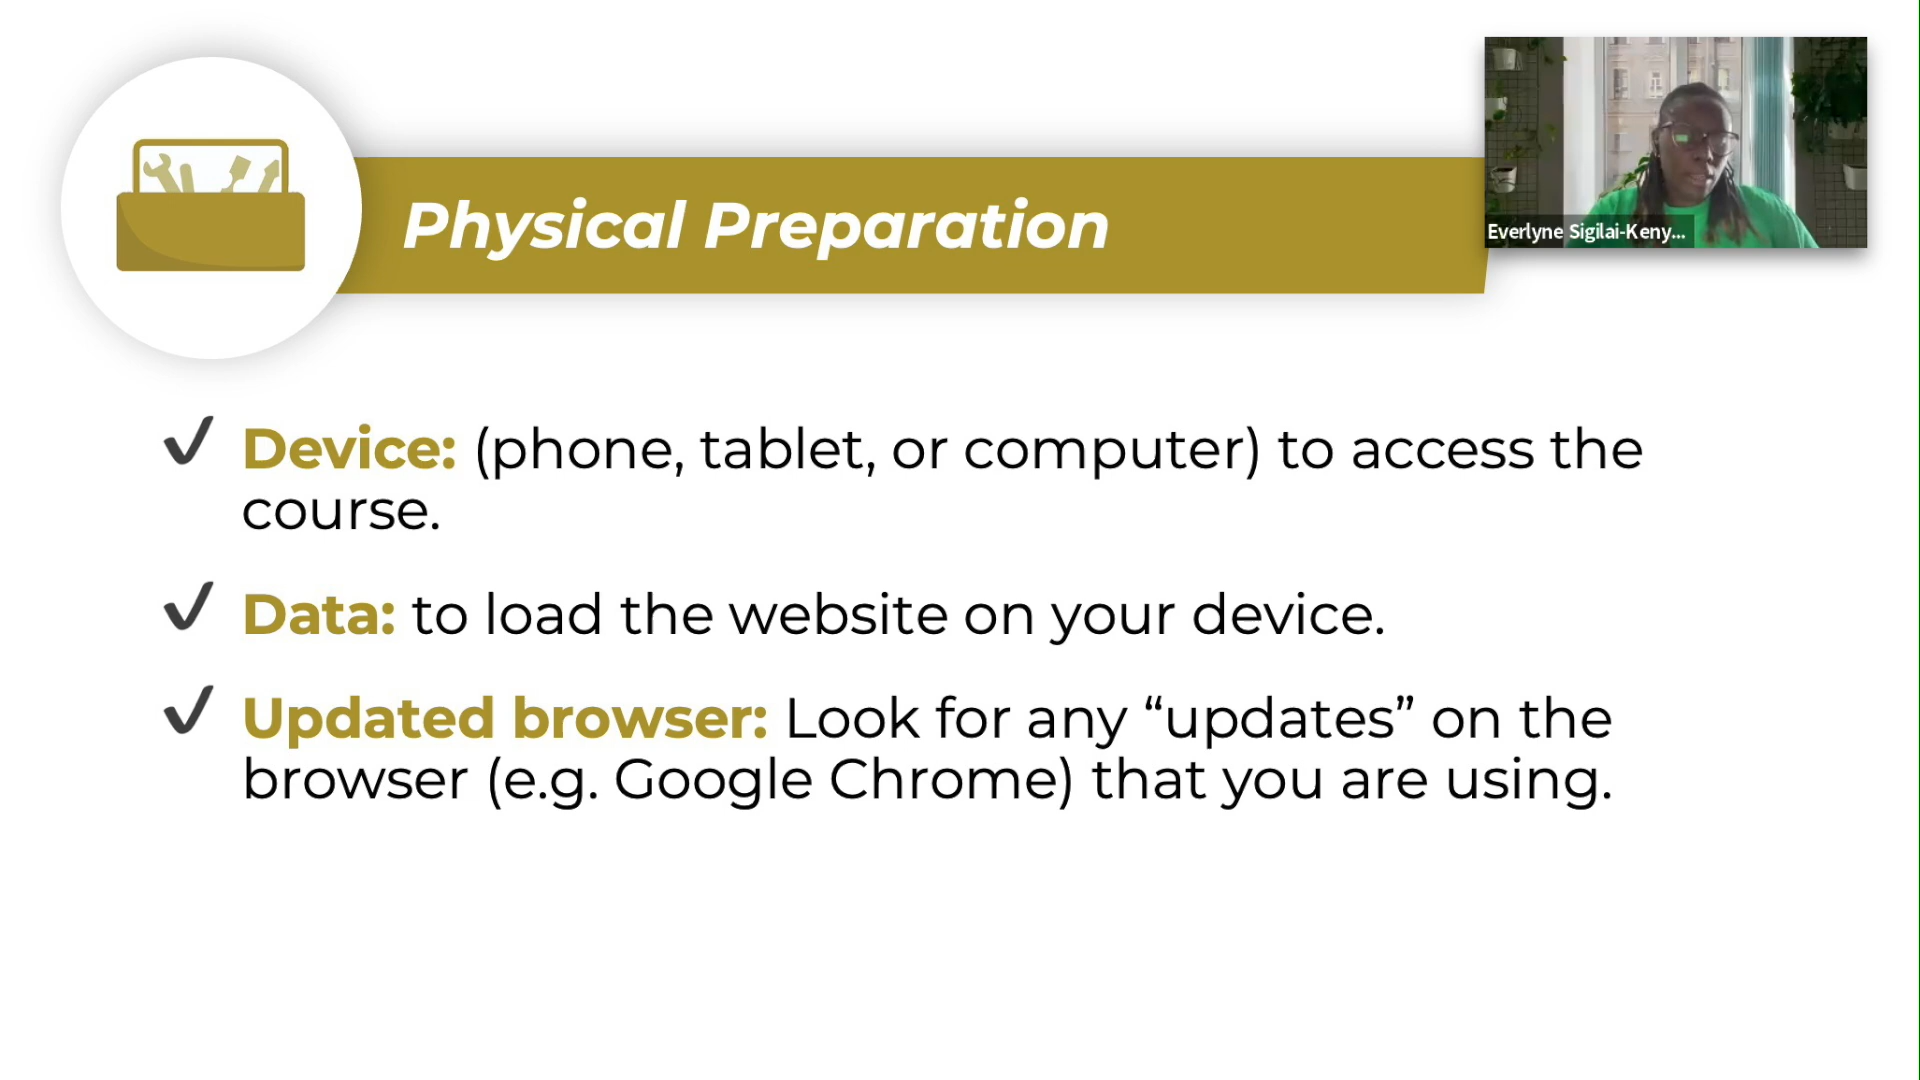 Physical Preparation
Everlyne Sigilai-Keny...
✔ Device: (phone, tablet, or computer) to access the
course.
✔ Data: to load the website on your device.
✔ Updated browser: Look for any “updates” on the
browser (e.g. Google Chrome) that you are using.